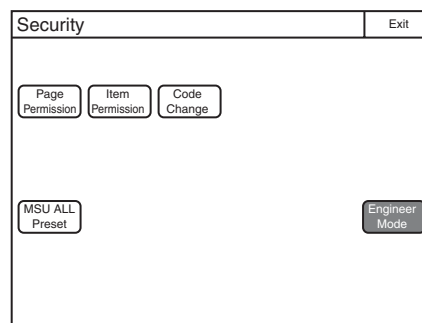 Security
Exit
Page
Permission
Item
Permission
Code
Change
MSU ALL
Preset
Engineer
Mode